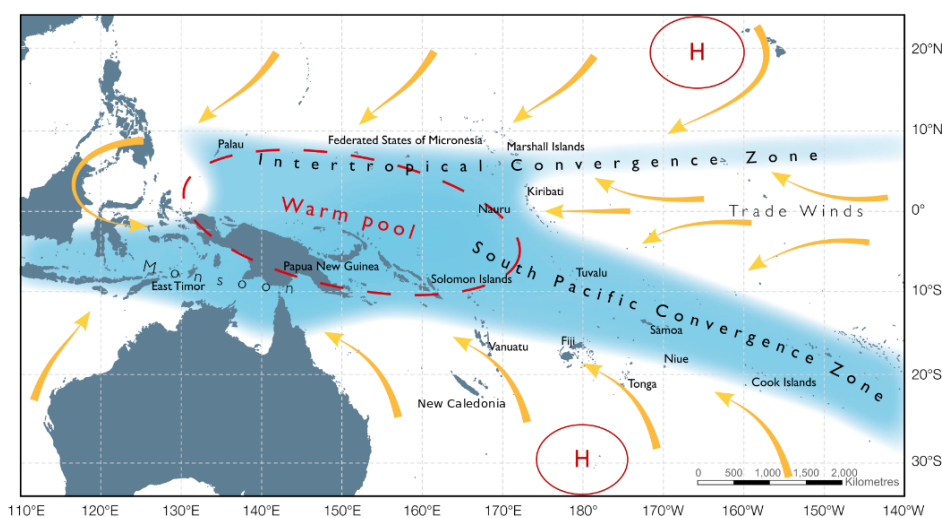 H
20°N
10°N
Palau
Federated States of Micronesia
Marshall Islands
Intertropical Convergence Zone
Kiribati
Warm pool
Nauru
Trade Winds
0°
South Pacific Convergence Zone
Monsoon
Papua New Guinea
East Timor
Solomon Islands
Tuvalu
10°S
Samoa
Vanuatu
Fiji
Niue
Tonga
Cook Islands
20°S
New Caledonia
H
30°S
0 500 1,000 1,500 2,000
Kilometres
110°E 120°E 130°E 140°E 150°E 160°E 170°E 180° 170°W 160°W 150°W 140°W